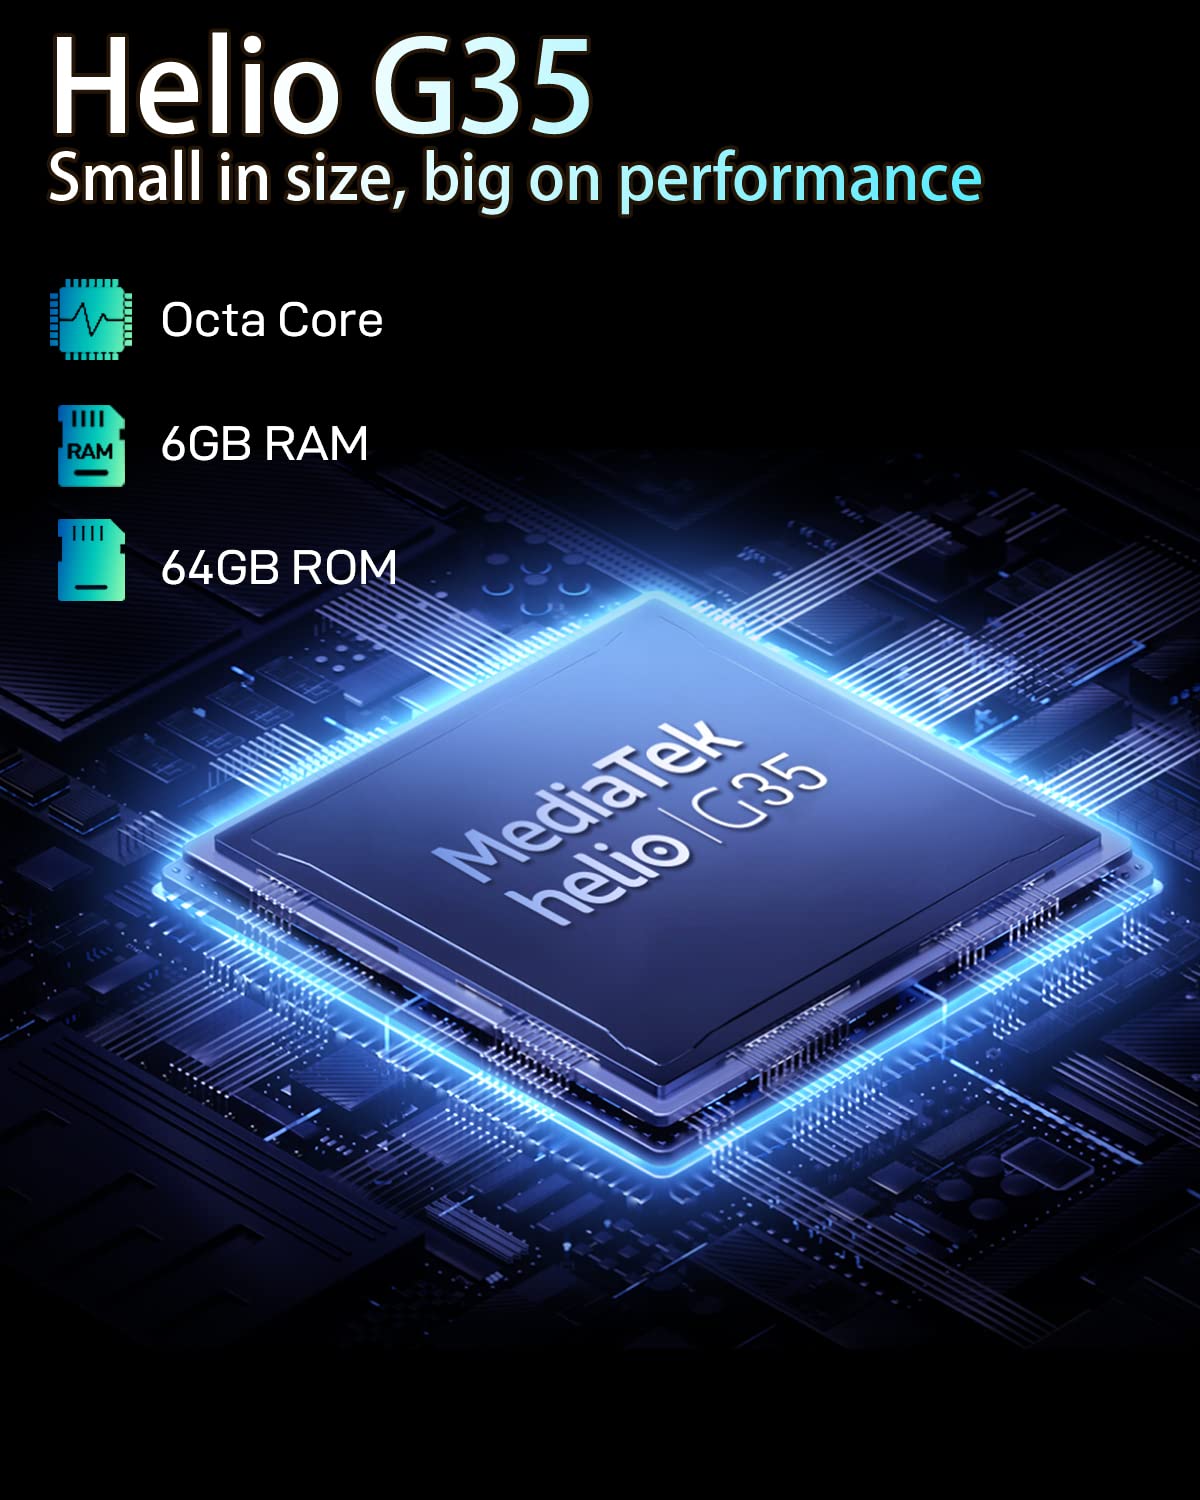 Helio G35
Small in size, big on performance
Octa Core
RAM
6GB RAM
64GB ROM
MediaTek
helio | G35